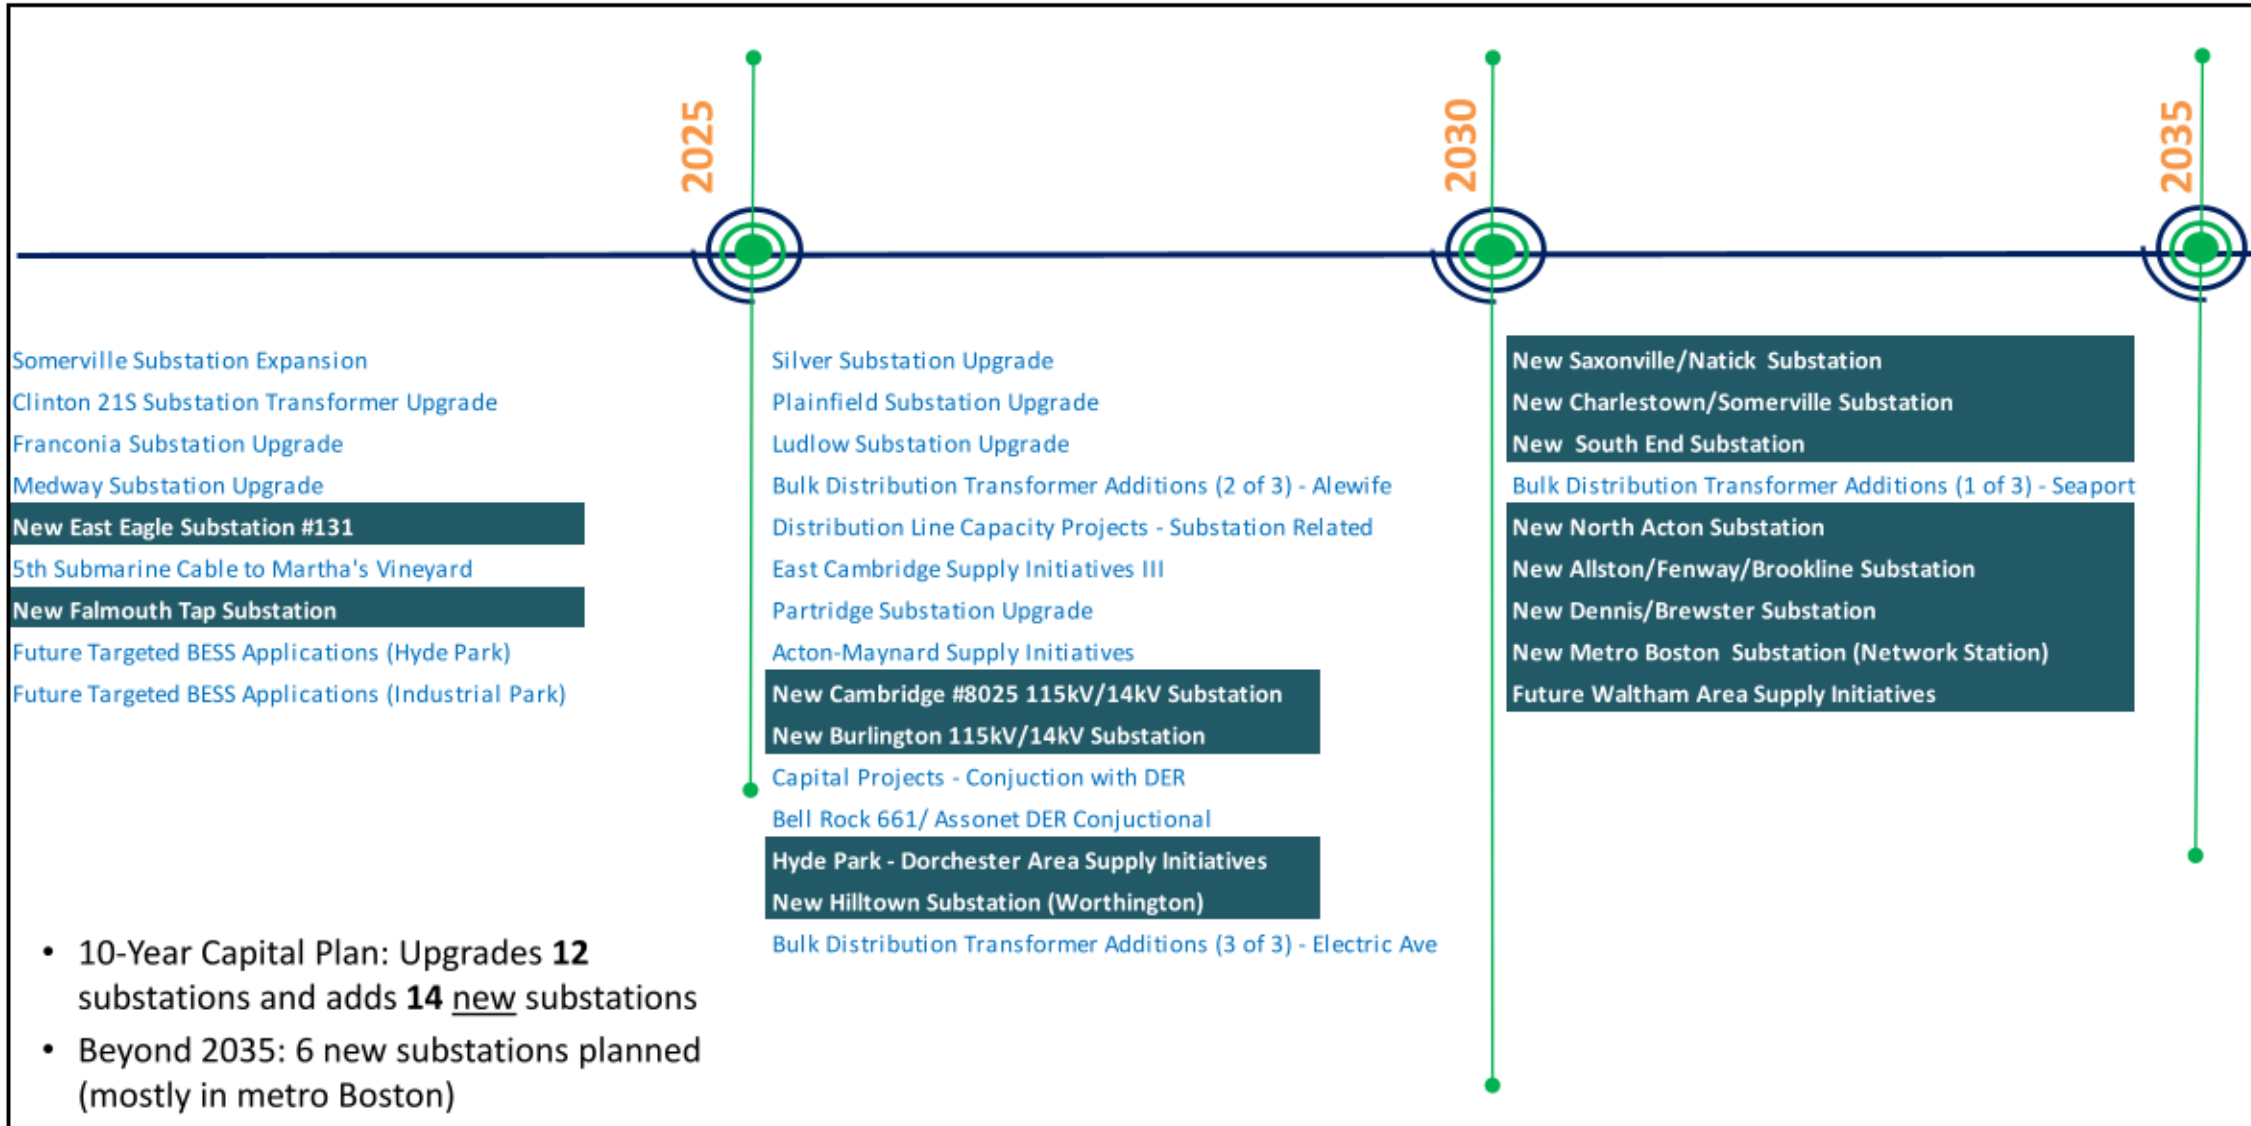 2025
2030
2035
Somerville Substation Expansion
Clinton 21S Substation Transformer Upgrade
Franconia Substation Upgrade
Medway Substation Upgrade
New East Eagle Substation #131
5th Submarine Cable to Martha's Vineyard
New Falmouth Tap Substation
Future Targeted BESS Applications (Hyde Park)
Future Targeted BESS Applications (Industrial Park)
Silver Substation Upgrade
Plainfield Substation Upgrade
Ludlow Substation Upgrade
Bulk Distribution Transformer Additions (2 of 3) - Alewife
Distribution Line Capacity Projects - Substation Related
East Cambridge Supply Initiatives III
Partridge Substation Upgrade
Acton-Maynard Supply Initiatives
New Cambridge #8025 115kV/14kV Substation
New Burlington 115kV/14kV Substation
Capital Projects - Conjuction with DER
Bell Rock 661/ Assonet DER Conjuctional
Hyde Park - Dorchester Area Supply Initiatives
New Hilltown Substation (Worthington)
Bulk Distribution Transformer Additions (3 of 3) - Electric Ave
New Saxonville/Natick Substation
New Charlestown/Somerville Substation
New South End Substation
Bulk Distribution Transformer Additions (1 of 3) - Seaport
New North Acton Substation
New Allston/Fenway/Brookline Substation
New Dennis/Brewster Substation
New Metro Boston Substation (Network Station)
Future Waltham Area Supply Initiatives
• 10-Year Capital Plan: Upgrades 12
substations and adds 14 new substations
• Beyond 2035: 6 new substations planned
(mostly in metro Boston)